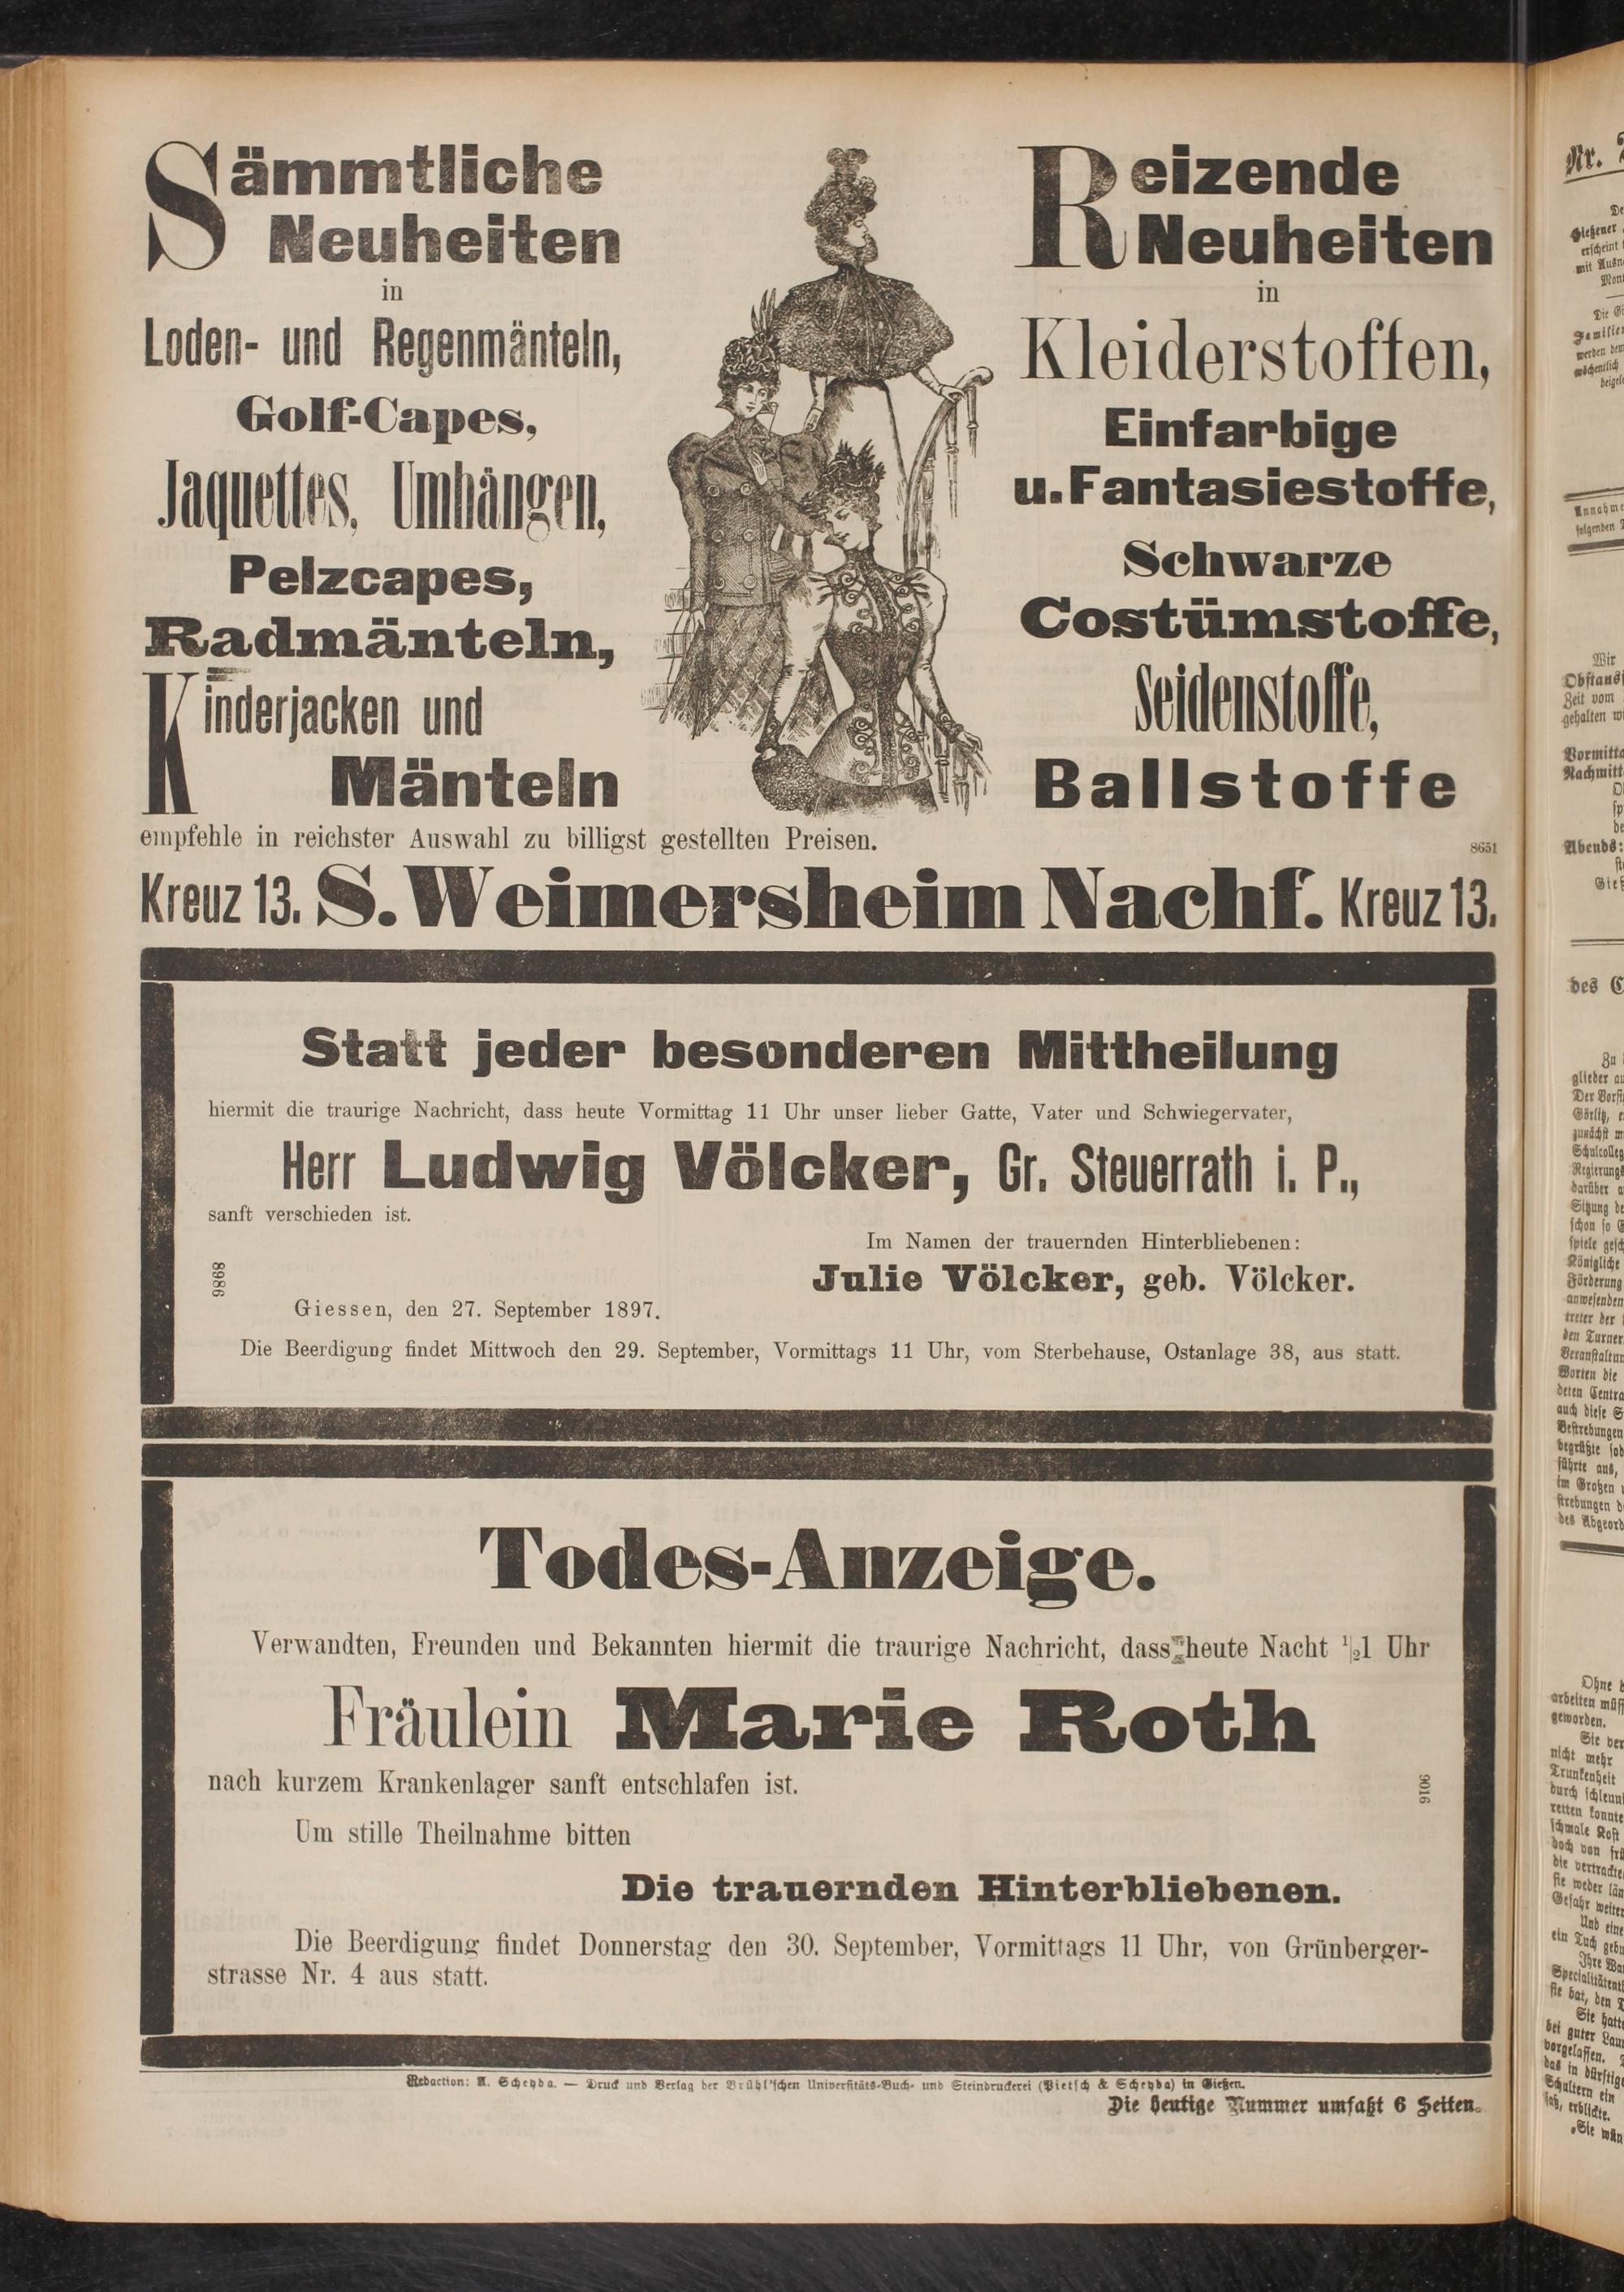 Sämmtliche
Neuheiten
in
Loden- und Regenmänteln,
Golf-Capes,
Jaquettes, Umhängen,
Pelzcapes,
Radmänteln,
Kinderjacken und
Mänteln
Reizende
Neuheiten
in
Kleiderstoffen,
Einfarbige
u. Fantasiestoffe,
Schwarze
Costümstoffe,
Seidenstoffe,
Ballstoffe
empfehle in reichster Auswahl zu billigst gestellten Preisen.
8651
Kreuz 13. S. Weimersheim Nachf. Kreuz 13.
Statt jeder besonderen Mittheilung
hiermit die traurige Nachricht, dass heute Vormittag 11 Uhr unser lieber Gatte, Vater und Schwiegervater,
Herr Ludwig Völcker, Gr. Steuerrath i. P.,
sanft verschieden ist.
Im Namen der trauernden Hinterbliebenen:
Julie Völcker, geb. Völcker.
8986
Giessen, den 27. September 1897.
Die Beerdigung findet Mittwoch den 29. September, Vormittags 11 Uhr, vom Sterbehause, Ostanlage 38, aus statt.
Todes-Anzeige.
Verwandten, Freunden und Bekannten hiermit die traurige Nachricht, dass heute Nacht ½1 Uhr
Fräulein Marie Roth
nach kurzem Krankenlager sanft entschlafen ist.
9016
Um stille Theilnahme bitten
Die trauernden Hinterbliebenen.
Die Beerdigung findet Donnerstag den 30. September, Vormittags 11 Uhr, von Grünberger-
strasse Nr. 4 aus statt.
Redaction: A. Scheyda. — Druck und Verlag der Brühl'schen Universitäts-Buch- und Steindruckerei (Pietsch & Scheyda) in Gießen.
Die heutige Nummer umfaßt 6 Seiten.